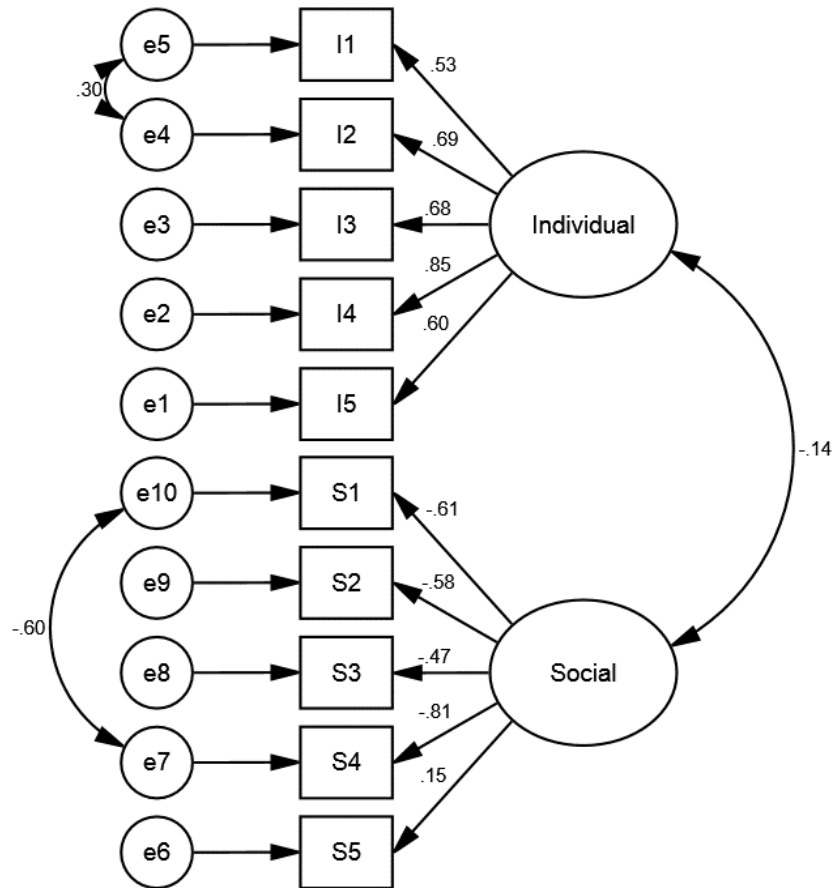 e5
I1
.53
.30
e4
I2
.69
e3
I3
.68
Individual
e2
I4
.85
e1
I5
.60
-.14
e10
S1
-.61
e9
S2
-.58
-.60
e8
S3
-.47
Social
e7
S4
-.81
e6
S5
.15